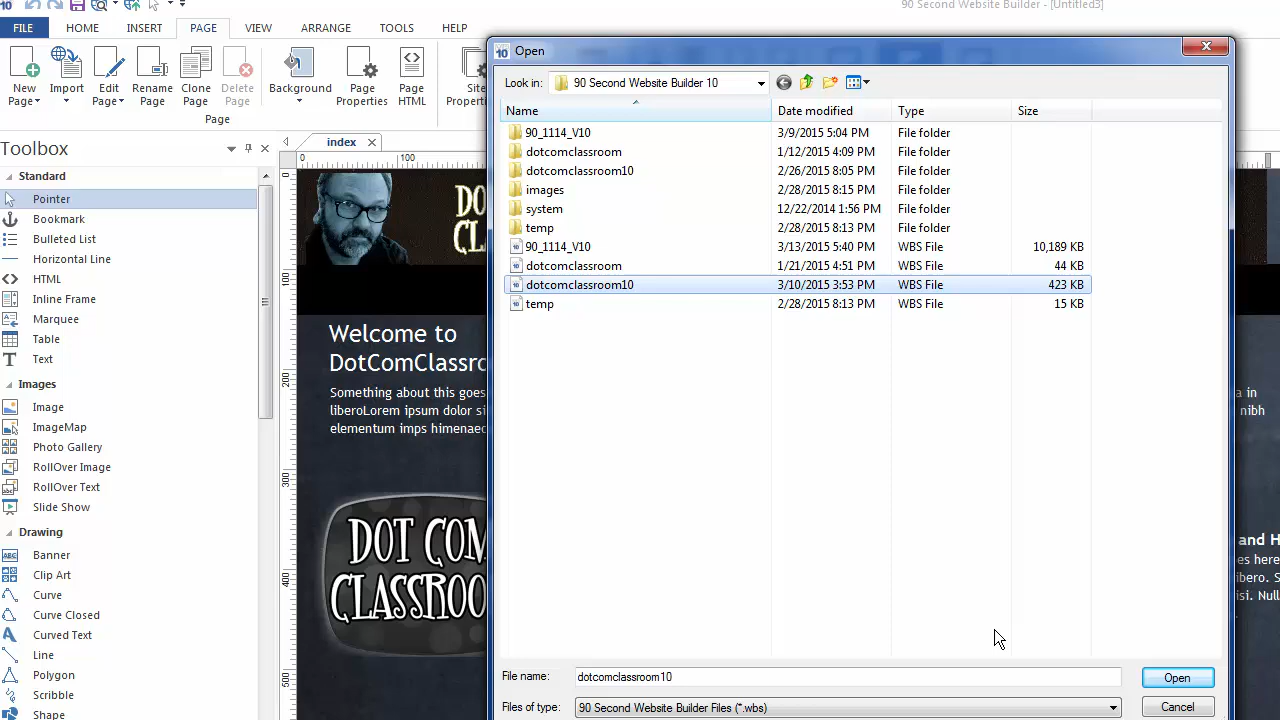 90 Second Website Builder - [Untitled3]
FILE HOME INSERT PAGE VIEW ARRANGE TOOLS HELP
New Page Import Edit Page Rename Page Clone Page Delete Page Background Page Properties Page HTML
Page
Toolbox
Standard
Pointer
Bookmark
Bulleted List
Horizontal Line
HTML
Inline Frame
Marquee
Table
Text
Images
Image
ImageMap
Photo Gallery
RollOver Image
RollOver Text
Slide Show
Drawing
Banner
Clip Art
Curve
Curve Closed
Curved Text
Line
Polygon
Scribble
Shape
index
0 100
100
200
300
400
500
Welcome to
Something about this goes
liberoLorem ipsum dolor
DOT COM
10 Open
Look in: 90 Second Website Builder 10
Name Date modified Type Size
90_1114_V10 3/9/2015 5:04 PM File folder
dotcomclassroom 1/12/2015 4:09 PM File folder
dotcomclassroom10 2/26/2015 8:05 PM File folder
images 2/28/2015 8:15 PM File folder
system 12/22/2014 1:56 PM File folder
temp 2/28/2015 8:13 PM File folder
90_1114_V10 3/13/2015 5:40 PM WBS File 10,189 KB
dotcomclassroom 1/21/2015 4:51 PM WBS File 44 KB
dotcomclassroom10 3/10/2015 3:53 PM WBS File 423 KB
temp 2/28/2015 8:13 PM WBS File 15 KB
File name: dotcomclassroom10 Open
Files of type: 90 Second Website Builder Files (*.wbs) Cancel
and H